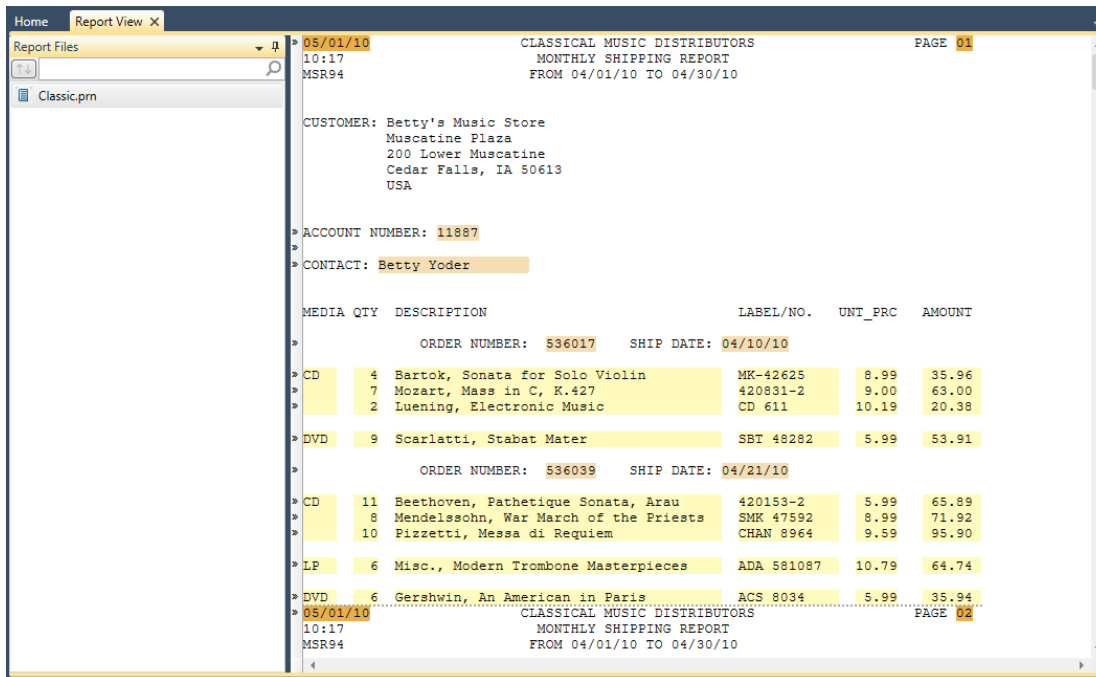 Home Report View ×
Report Files
Classic.prn
» 05/01/10 CLASSICAL MUSIC DISTRIBUTORS PAGE 01
10:17 MONTHLY SHIPPING REPORT
MSR94 FROM 04/01/10 TO 04/30/10
CUSTOMER: Betty's Music Store
Muscatine Plaza
200 Lower Muscatine
Cedar Falls, IA 50613
USA
» ACCOUNT NUMBER: 11887
»
» CONTACT: Betty Yoder
MEDIA QTY DESCRIPTION LABEL/NO. UNT_PRC AMOUNT
» ORDER NUMBER: 536017 SHIP DATE: 04/10/10
» CD 4 Bartok, Sonata for Solo Violin MK-42625 8.99 35.96
» 7 Mozart, Mass in C, K.427 420831-2 9.00 63.00
» 2 Luening, Electronic Music CD 611 10.19 20.38
» DVD 9 Scarlatti, Stabat Mater SBT 48282 5.99 53.91
» ORDER NUMBER: 536039 SHIP DATE: 04/21/10
» CD 11 Beethoven, Pathetique Sonata, Arau 420153-2 5.99 65.89
» 8 Mendelssohn, War March of the Priests SMK 47592 8.99 71.92
» 10 Pizzetti, Messa di Requiem CHAN 8964 9.59 95.90
» LP 6 Misc., Modern Trombone Masterpieces ADA 581087 10.79 64.74
» DVD 6 Gershwin, An American in Paris ACS 8034 5.99 35.94
» 05/01/10 CLASSICAL MUSIC DISTRIBUTORS PAGE 02
10:17 MONTHLY SHIPPING REPORT
MSR94 FROM 04/01/10 TO 04/30/10